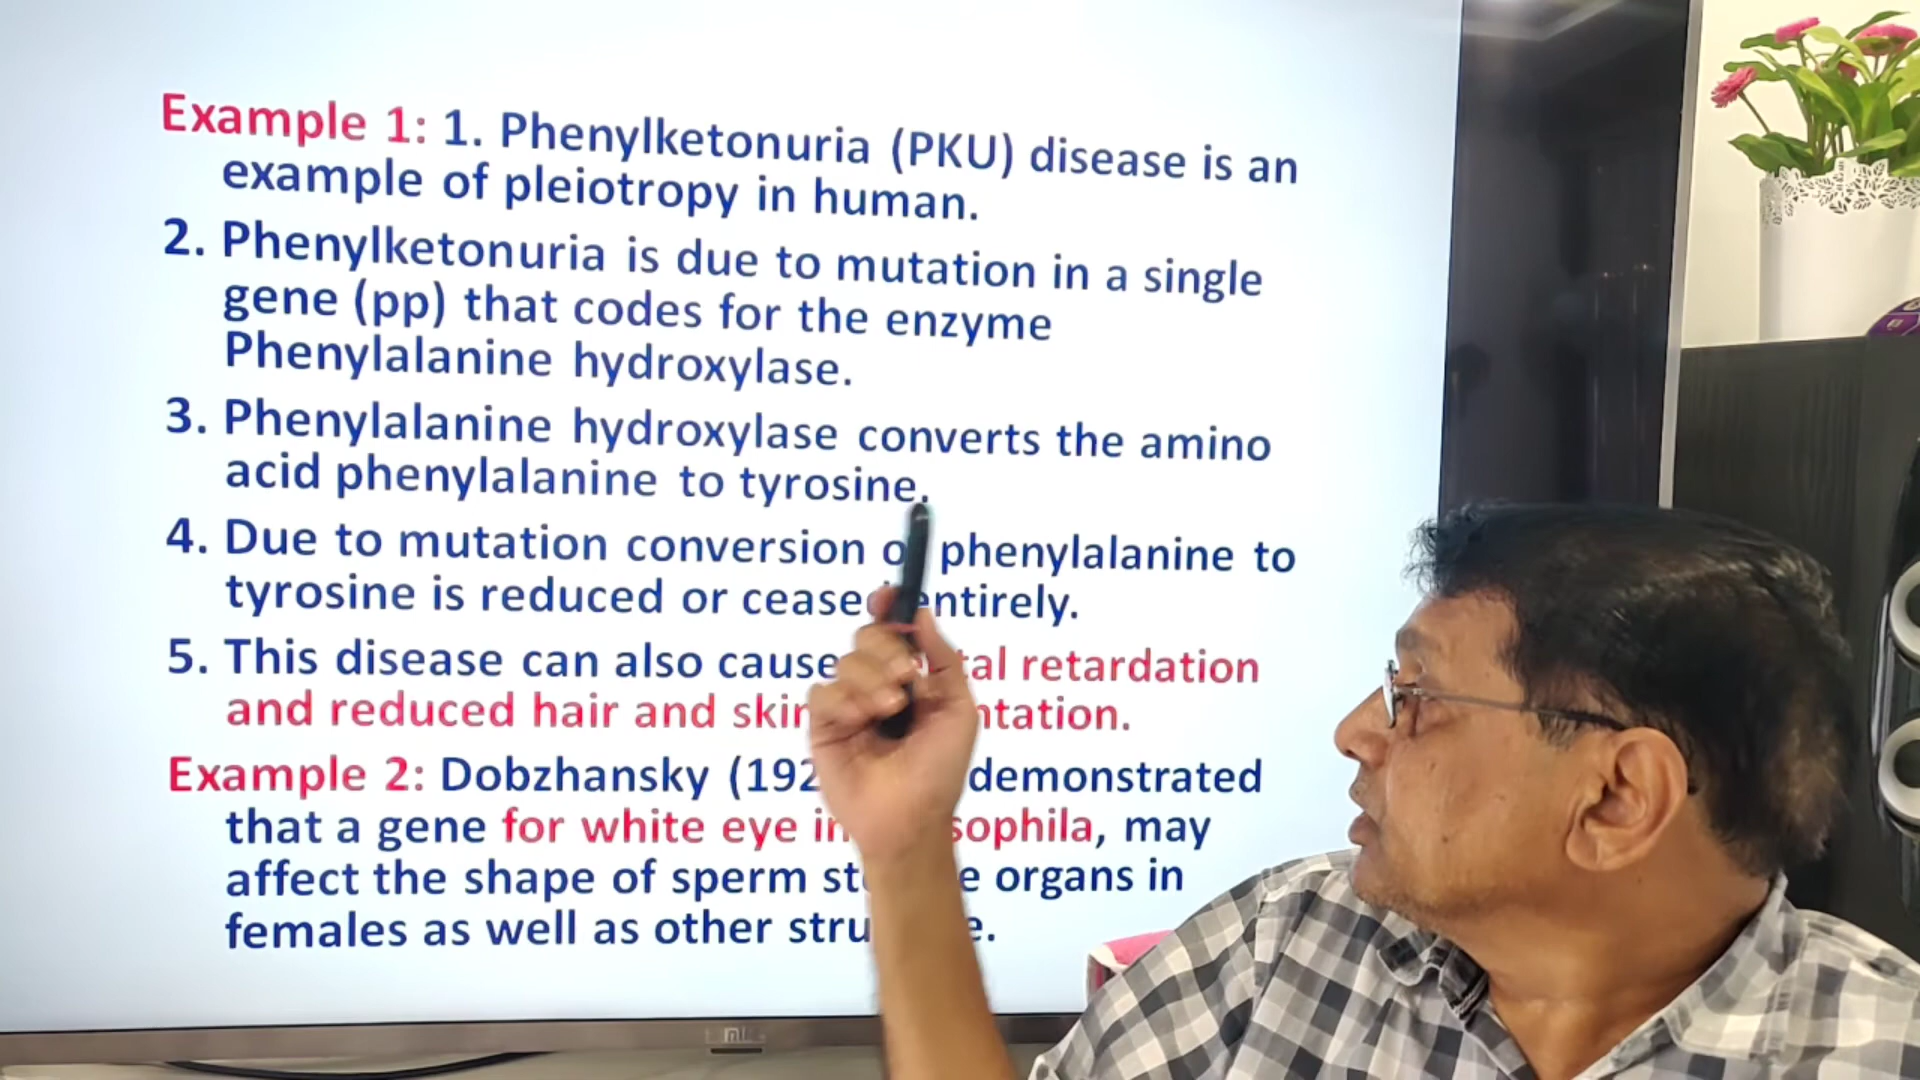 Example 1: 1. Phenylketonuria (PKU) disease is an
example of pleiotropy in human.
2. Phenylketonuria is due to mutation in a single
gene (pp) that codes for the enzyme
Phenylalanine hydroxylase.
3. Phenylalanine hydroxylase converts the amino
acid phenylalanine to tyrosine.
4. Due to mutation conversion phenylalanine to
tyrosine is reduced or ceased entirely.
5. This disease can also cause retardation
and reduced hair and skin
Example 2: Dobzhansky demonstrated
that a gene for white eye in may
affect the shape of sperm organs in
females as well as other
mi